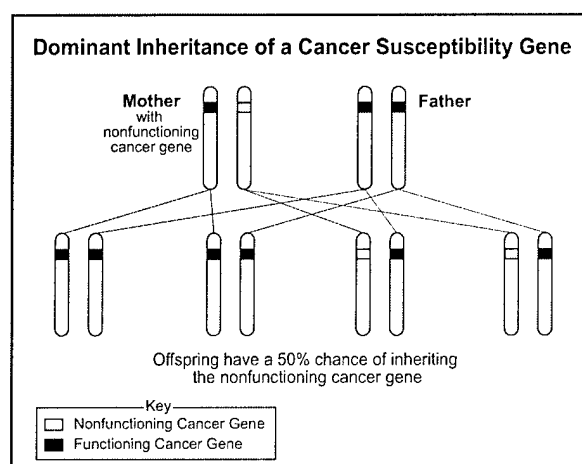 Dominant Inheritance of a Cancer Susceptibility Gene
Mother
with
nonfunctioning
cancer gene
Father
Offspring have a 50% chance of inheriting
the nonfunctioning cancer gene
Key
Nonfunctioning Cancer Gene
Functioning Cancer Gene